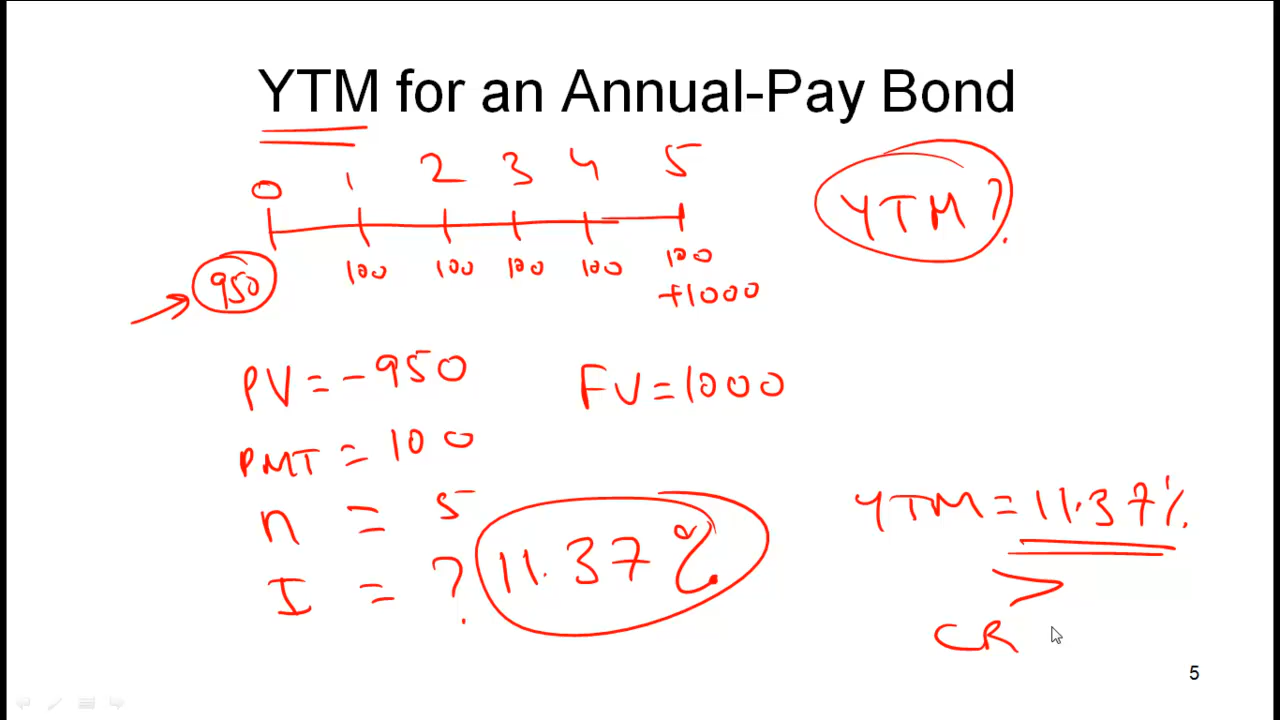 YTM for an Annual-Pay Bond
0 1 2 3 4 5
YTM?
950 100 100 100 100 100
+1000
PV = -950 FV = 1000
PMT = 100
n = 5
I = ? 11.37%
YTM = 11.37%
>
CR
5